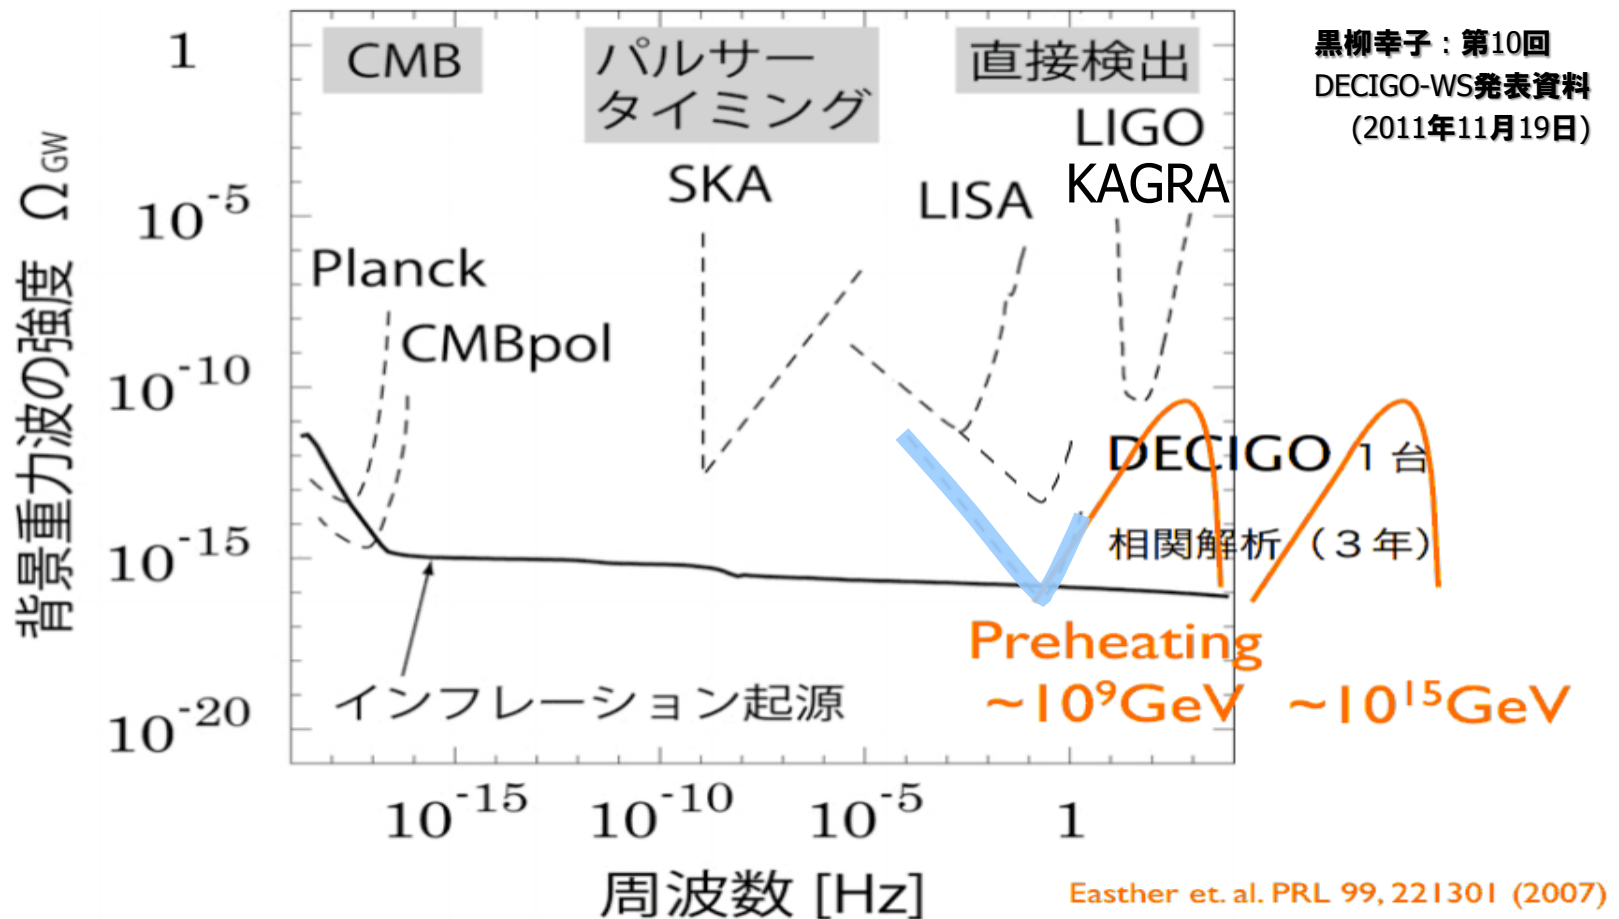 黒柳幸子：第10回
DECIGO-WS発表資料
(2011年11月19日)
CMB
パルサー
タイミング
直接検出
LIGO
KAGRA
SKA
LISA
Planck
CMBpol
DECIGO 1台
相関解析（3年）
インフレーション起源
Preheating
~10⁹GeV
~10¹⁵GeV
背景重力波の強度 Ω_GW
1
10⁻⁵
10⁻¹⁰
10⁻¹⁵
10⁻²⁰
10⁻¹⁵
10⁻¹⁰
10⁻⁵
1
周波数 [Hz]
Easther et. al. PRL 99, 221301 (2007)